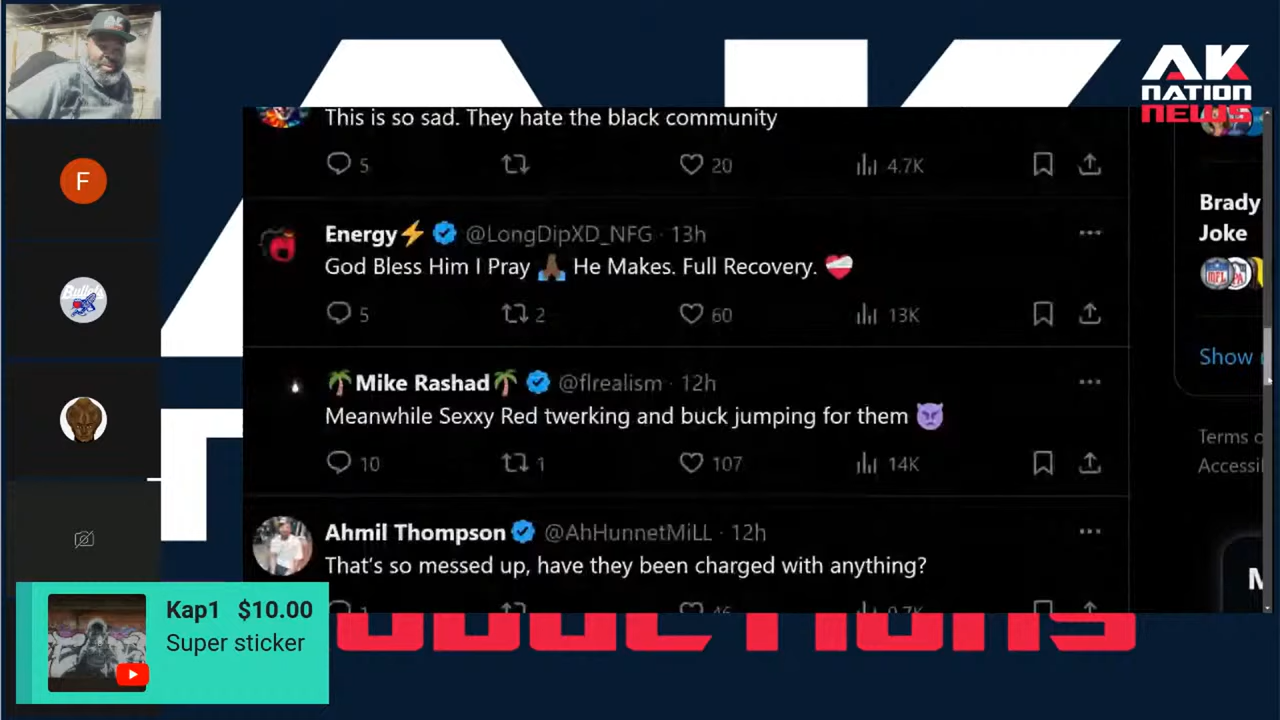 AK
NATION
NEWS
This is so sad. They hate the black community
5 20 4.7K
Energy⚡ @LongDipXD_NFG · 13h
God Bless Him I Pray 🙏🏾 He Makes. Full Recovery. ❤️‍🩹
5 2 60 13K
🌴Mike Rashad🌴 @flrealism · 12h
Meanwhile Sexxy Red twerking and buck jumping for them 👿
10 1 107 14K
Ahmil Thompson @AhHunnetMiLL · 12h
That's so messed up, have they been charged with anything?
Brady
Joke
Show
Terms
F
Bullets
Kap1 $10.00
Super sticker